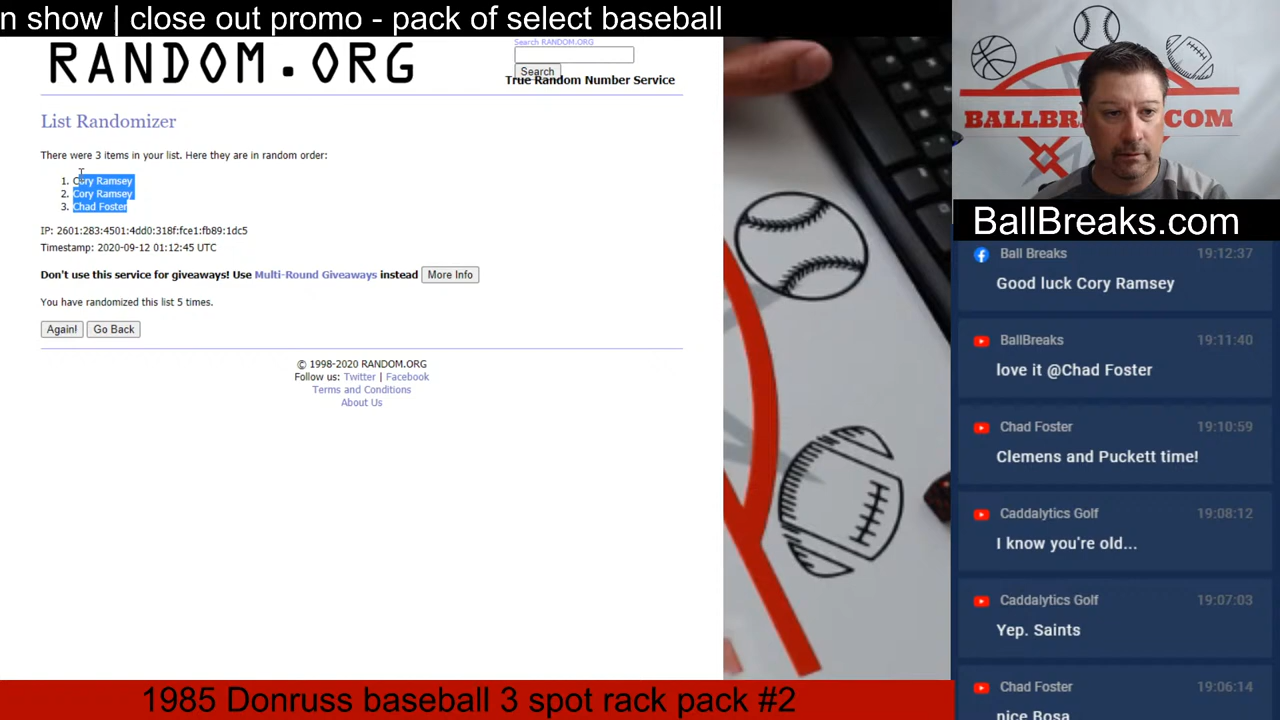 n show | close out promo - pack of select baseball
RANDOM.ORG
Search RANDOM.ORG
Search
True Random Number Service
List Randomizer
There were 3 items in your list. Here they are in random order:
1. Cory Ramsey
2. Cory Ramsey
3. Chad Foster
IP: 2601:283:4501:4dd0:318f:fce1:fb89:1dc5
Timestamp: 2020-09-12 01:12:45 UTC
Don't use this service for giveaways! Use Multi-Round Giveaways instead More Info
You have randomized this list 5 times.
Again! Go Back
© 1998-2020 RANDOM.ORG
Follow us: Twitter | Facebook
Terms and Conditions
About Us
BALLBREAKS.COM
BallBreaks.com
Ball Breaks 19:12:37
Good luck Cory Ramsey
BallBreaks 19:11:40
love it @Chad Foster
Chad Foster 19:10:59
Clemens and Puckett time!
Caddalytics Golf 19:08:12
I know you're old...
Caddalytics Golf 19:07:03
Yep. Saints
Chad Foster 19:06:14
nice Bosa
1985 Donruss baseball 3 spot rack pack #2